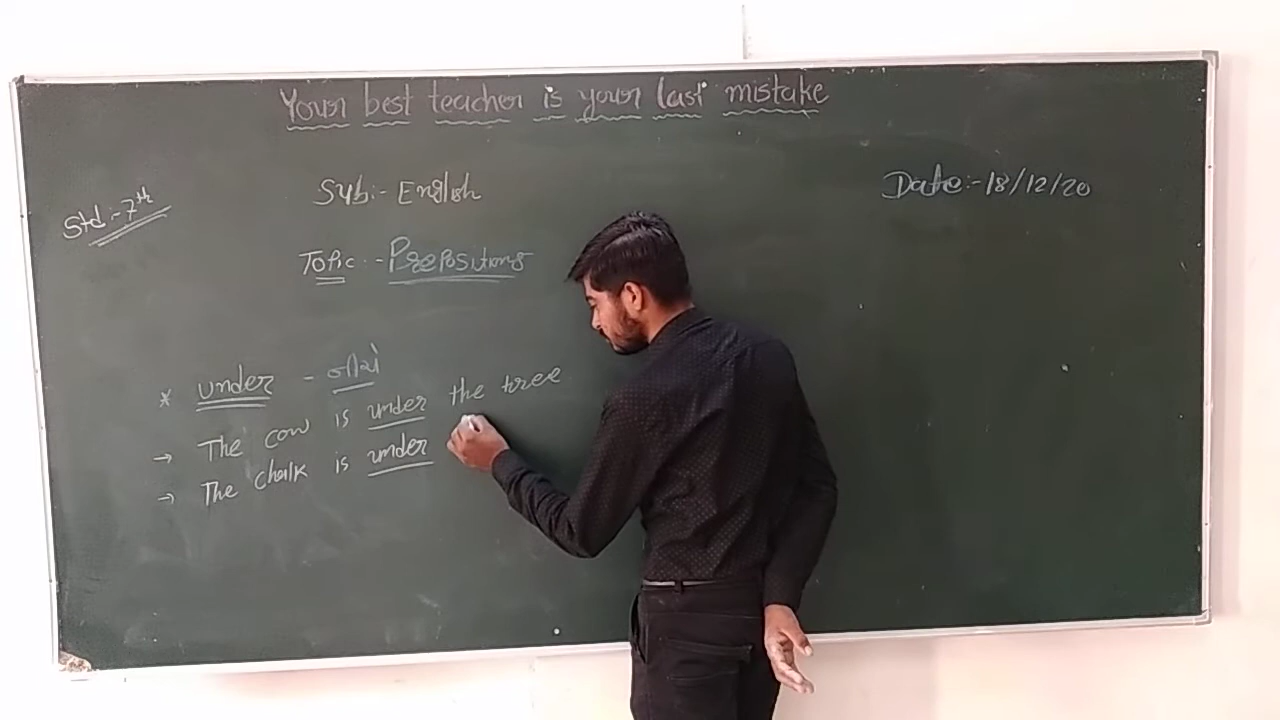 Your best teacher is your last mistake
Std:- 7th
Sub:- English
Date:- 18/12/20
Topic:- Prepositions
* under - નીચે
→ The cow is under the tree
→ The chalk is under